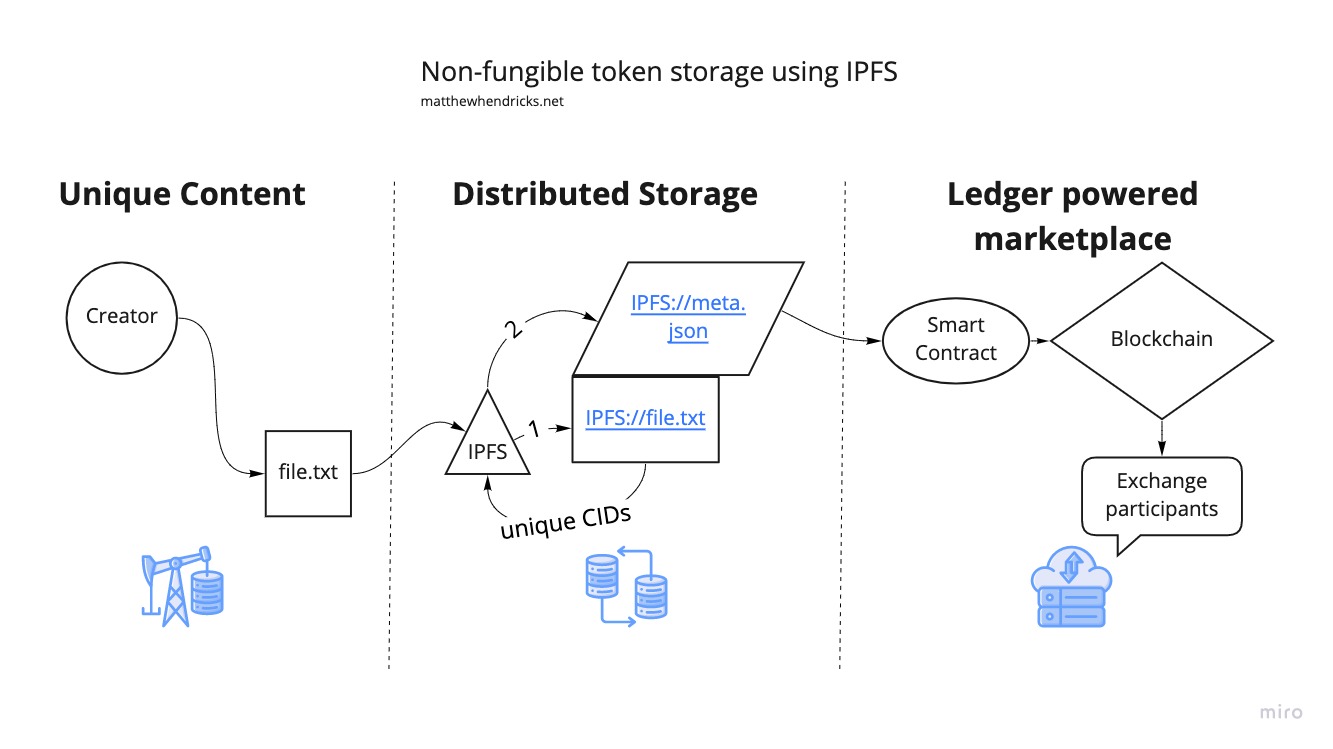 Non-fungible token storage using IPFS
matthewhendricks.net
Unique Content
Creator
file.txt
Distributed Storage
IPFS://meta.
json
2
IPFS
1
IPFS://file.txt
unique CIDs
Ledger powered
marketplace
Smart
Contract
Blockchain
Exchange
participants
miro